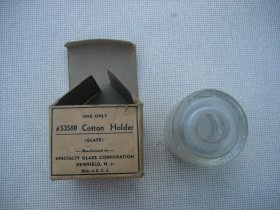 ONE ONLY
#53580 Cotton Holder
(GLASS)
Manufactured by
SPECIALTY GLASS CORPORATION
NEWFIELD, N. J.
Made in U. S. A.